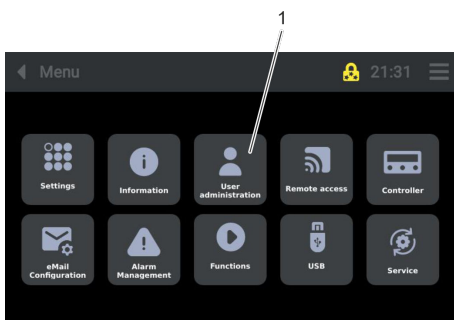 1
Menu
21:31
Settings
Information
User
administration
Remote access
Controller
eMail
Configuration
Alarm
Management
Functions
USB
Service